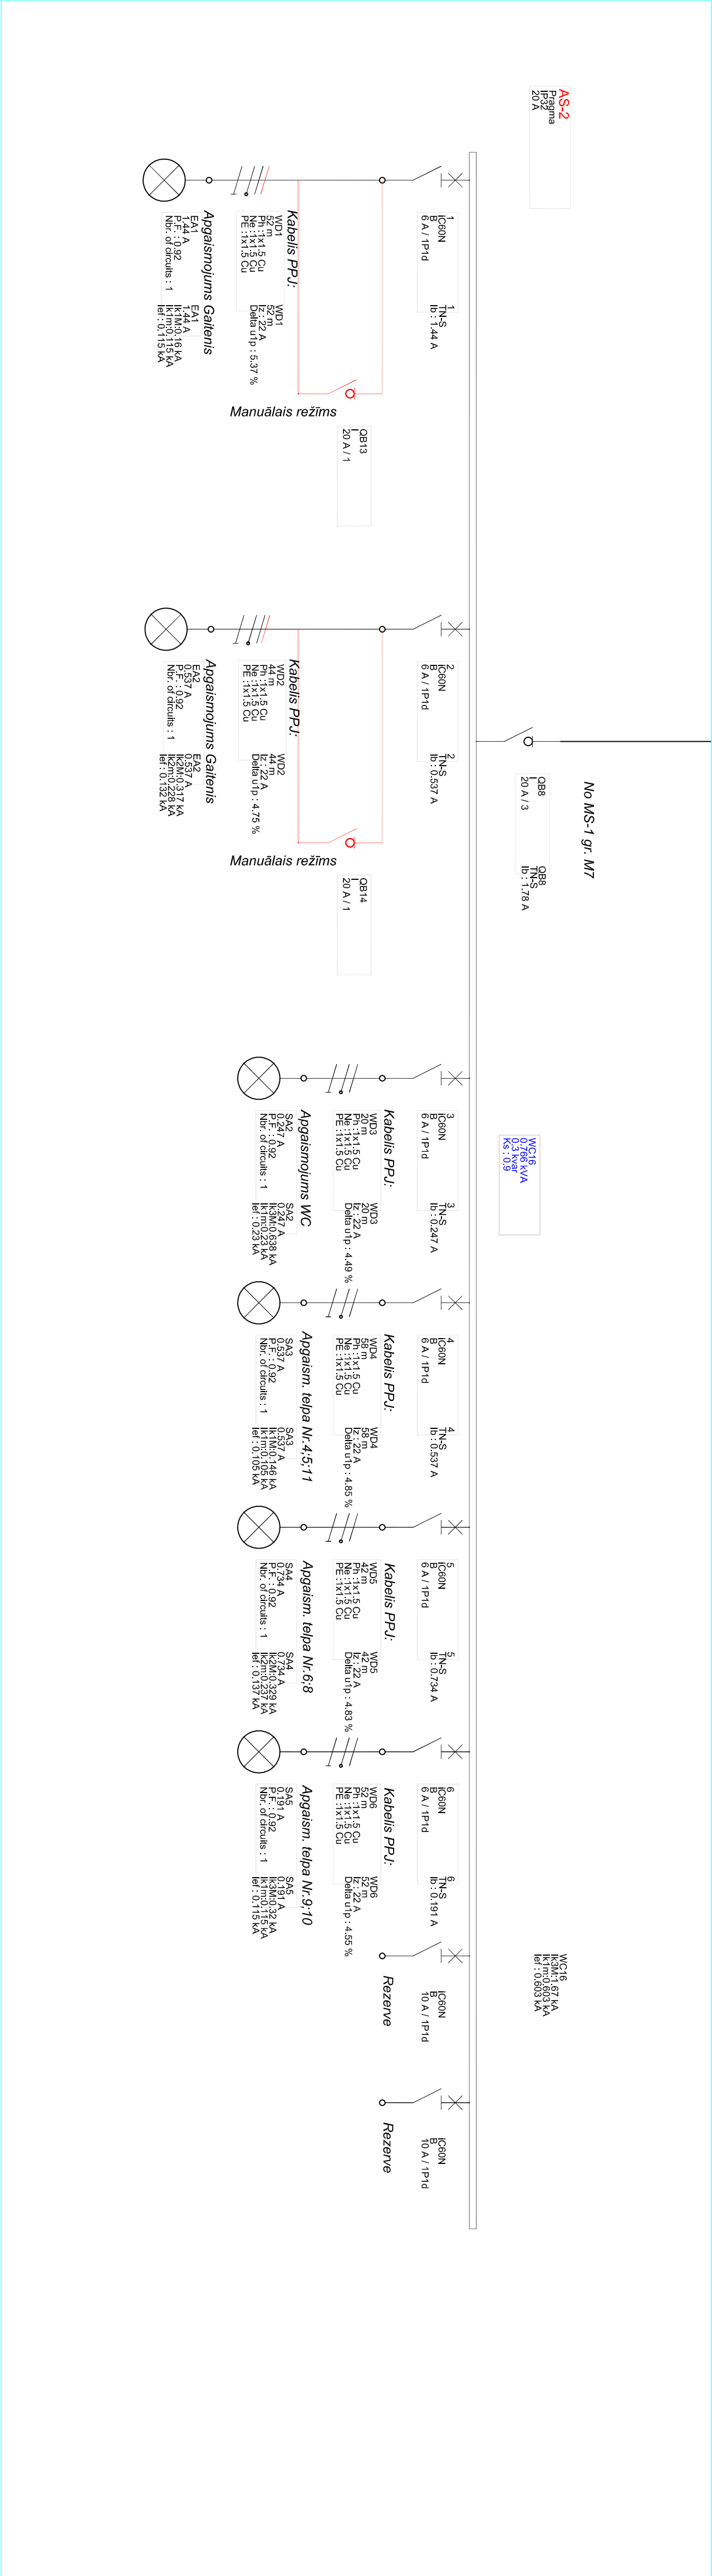 AS-2
Pragma
IP32
20 A
No MS-1 gr. M7
QB8
I
20 A / 3
QB8
TN-S
Ib : 1.78 A
WC16
0.766 kVA
0.3 kvar
Ks : 0.9
WC16
Ik3M:1.67 kA
Ik1m:0.603 kA
Ief : 0.603 kA
1
iC60N
B
6 A / 1P1d
1
TN-S
Ib : 1.44 A
QB13
I
20 A / 1
Manuālais režīms
Kabelis PPJ:
WD1
52 m
Ph :1x1.5 Cu
Ne :1x1.5 Cu
PE :1x1.5 Cu
WD1
52 m
Iz : 22 A
Delta u1p : 5.37 %
Apgaismojums Gaitenis
EA1
1.44 A
P.F. : 0.92
Nbr. of circuits : 1
EA1
1.44 A
Ik1M:0.16 kA
Ik1m:0.115 kA
Ief : 0.115 kA
2
iC60N
B
6 A / 1P1d
2
TN-S
Ib : 0.537 A
QB14
I
20 A / 1
Manuālais režīms
Kabelis PPJ:
WD2
44 m
Ph :1x1.5 Cu
Ne :1x1.5 Cu
PE :1x1.5 Cu
WD2
44 m
Iz : 22 A
Delta u1p : 4.75 %
Apgaismojums Gaitenis
EA2
0.537 A
P.F. : 0.92
Nbr. of circuits : 1
EA2
0.537 A
Ik2M:0.317 kA
Ik2m:0.228 kA
Ief : 0.132 kA
3
iC60N
B
6 A / 1P1d
3
TN-S
Ib : 0.247 A
Kabelis PPJ:
WD3
20 m
Ph :1x1.5 Cu
Ne :1x1.5 Cu
PE :1x1.5 Cu
WD3
20 m
Iz : 22 A
Delta u1p : 4.49 %
Apgaismojums WC
SA2
0.247 A
P.F. : 0.92
Nbr. of circuits : 1
SA2
0.247 A
Ik3M:0.638 kA
Ik1m:0.23 kA
Ief : 0.23 kA
4
iC60N
B
6 A / 1P1d
4
TN-S
Ib : 0.537 A
Kabelis PPJ:
WD4
58 m
Ph :1x1.5 Cu
Ne :1x1.5 Cu
PE :1x1.5 Cu
WD4
58 m
Iz : 22 A
Delta u1p : 4.85 %
Apgaism. telpa Nr.4;5;11
SA3
0.537 A
P.F. : 0.92
Nbr. of circuits : 1
SA3
0.537 A
Ik1M:0.146 kA
Ik1m:0.105 kA
Ief : 0.105 kA
5
iC60N
B
6 A / 1P1d
5
TN-S
Ib : 0.734 A
Kabelis PPJ:
WD5
42 m
Ph :1x1.5 Cu
Ne :1x1.5 Cu
PE :1x1.5 Cu
WD5
42 m
Iz : 22 A
Delta u1p : 4.83 %
Apgaism. telpa Nr.6;8
SA4
0.734 A
P.F. : 0.92
Nbr. of circuits : 1
SA4
0.734 A
Ik2M:0.329 kA
Ik2m:0.237 kA
Ief : 0.137 kA
6
iC60N
B
6 A / 1P1d
6
TN-S
Ib : 0.191 A
Kabelis PPJ:
WD6
52 m
Ph :1x1.5 Cu
Ne :1x1.5 Cu
PE :1x1.5 Cu
WD6
52 m
Iz : 22 A
Delta u1p : 4.55 %
Apgaism. telpa Nr.9;10
SA5
0.191 A
P.F. : 0.92
Nbr. of circuits : 1
SA5
0.191 A
Ik3M:0.32 kA
Ik1m:0.115 kA
Ief : 0.115 kA
iC60N
B
10 A / 1P1d
Rezerve
iC60N
B
10 A / 1P1d
Rezerve